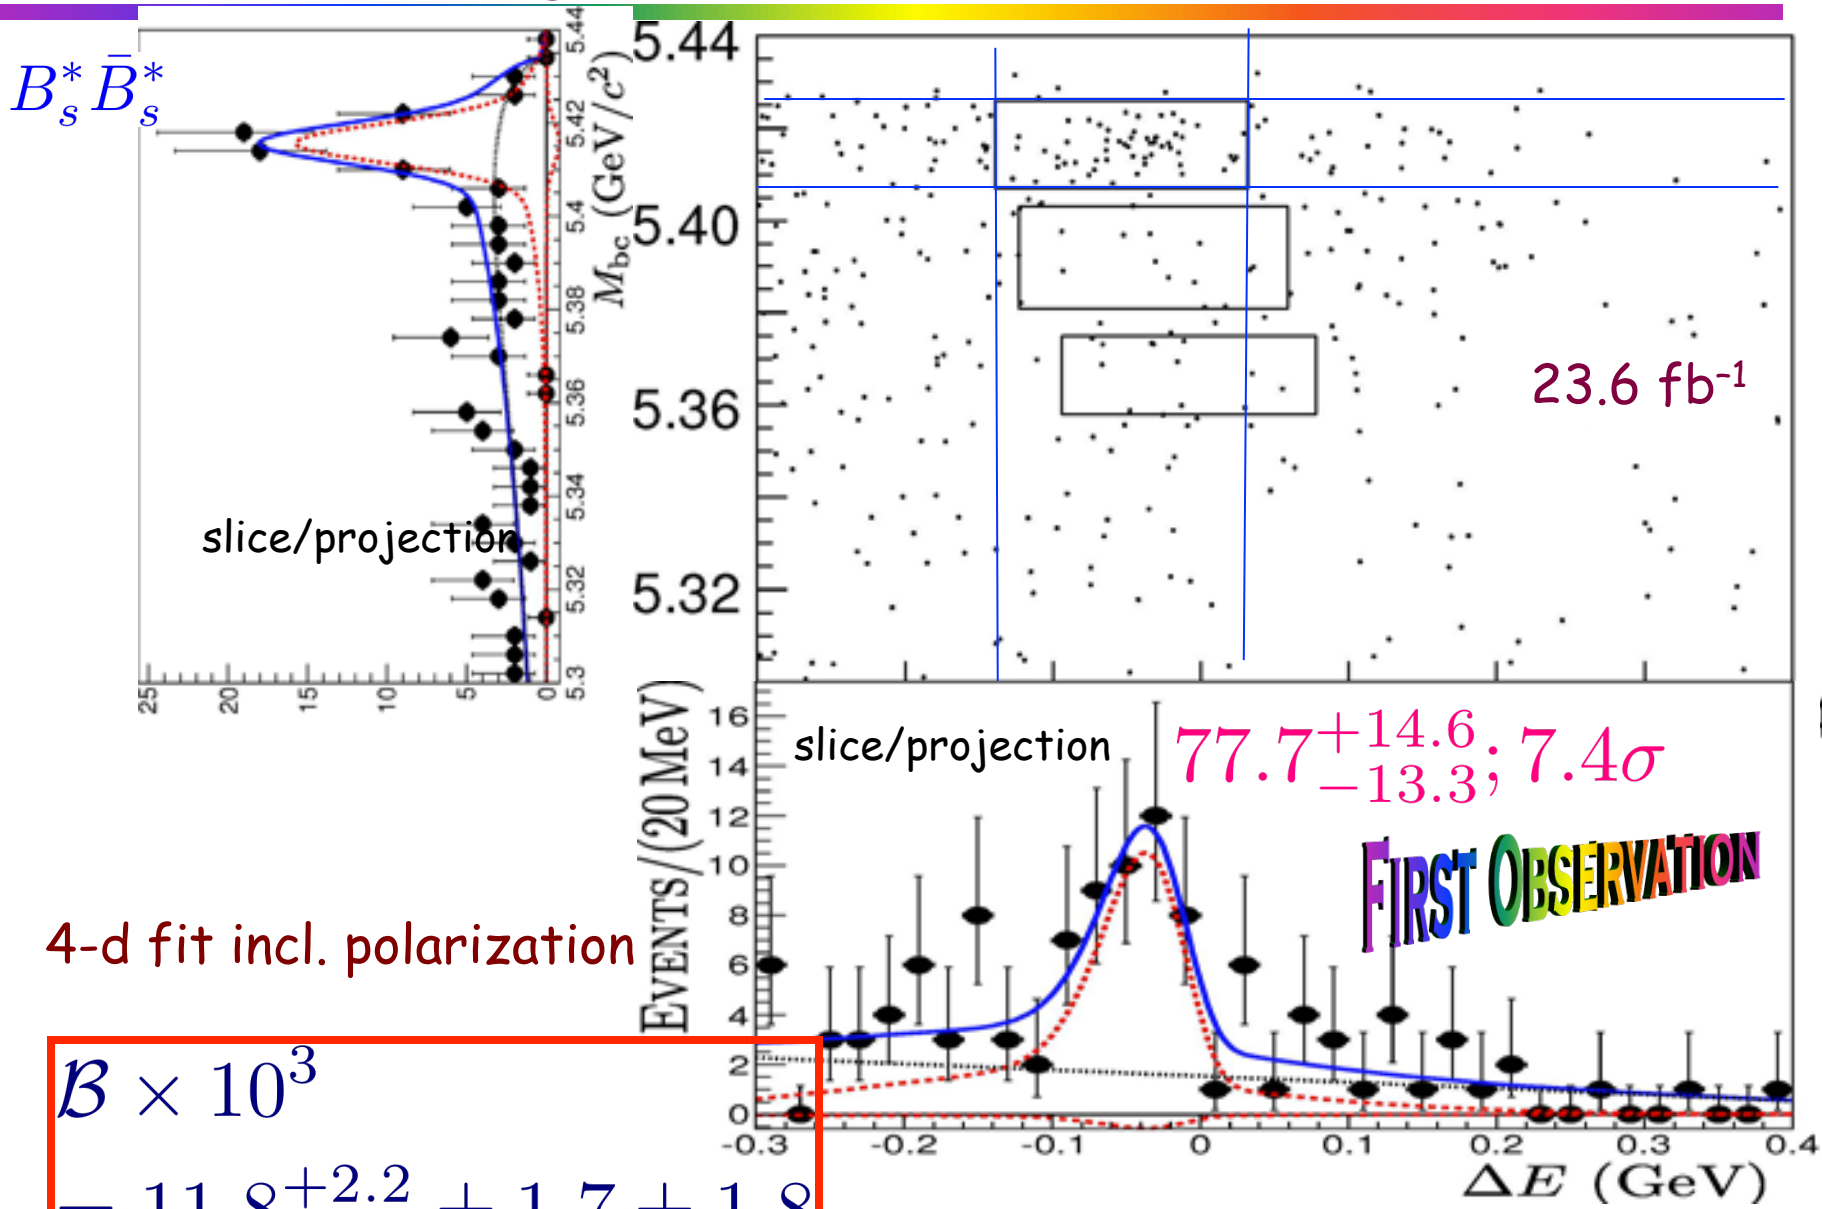 B_s^* \bar{B}_s^*
5.44
5.42
5.4
5.38
5.36
5.34
5.32
5.3
M_bc (GeV/c²)
25 20 15 10 5 0
slice/projection
5.44
5.40
5.36
5.32
23.6 fb⁻¹
slice/projection
77.7^{+14.6}_{-13.3}; 7.4σ
FIRST OBSERVATION
EVENTS/(20 MeV)
16
14
12
10
8
6
4
2
0
-0.3 -0.2 -0.1 0 0.1 0.2 0.3 0.4
ΔE (GeV)
4-d fit incl. polarization
ℬ × 10³